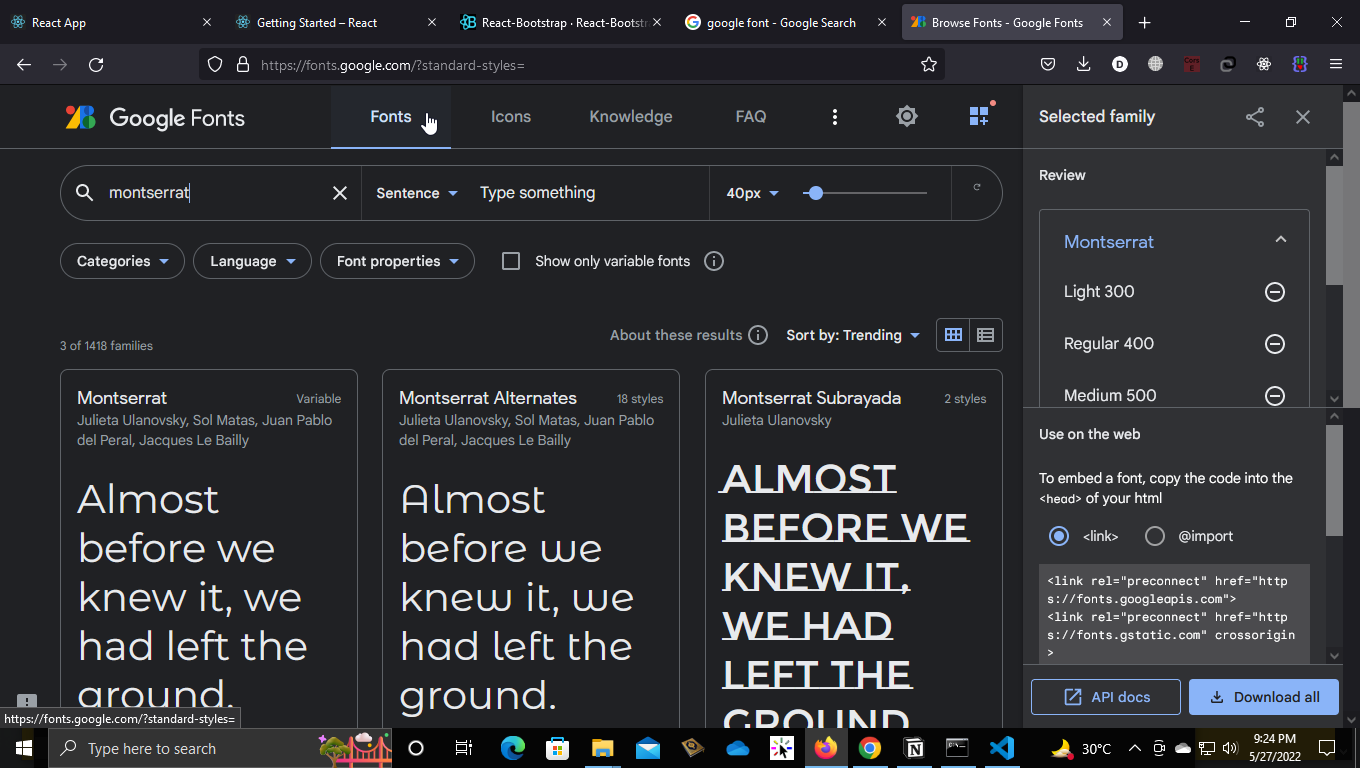 React App
Getting Started – React
React-Bootstrap · React-Bootstr
google font - Google Search
Browse Fonts - Google Fonts
https://fonts.google.com/?standard-styles=
Google Fonts
Fonts
Icons
Knowledge
FAQ
montserrat
Sentence
Type something
40px
Categories
Language
Font properties
Show only variable fonts
3 of 1418 families
About these results
Sort by: Trending
Montserrat
Variable
Julieta Ulanovsky, Sol Matas, Juan Pablo
del Peral, Jacques Le Bailly
Almost
before we
knew it, we
had left the
ground.
Montserrat Alternates
18 styles
Julieta Ulanovsky, Sol Matas, Juan Pablo
del Peral, Jacques Le Bailly
Almost
before we
knew it, we
had left the
ground.
Montserrat Subrayada
2 styles
Julieta Ulanovsky
ALMOST
BEFORE WE
KNEW IT,
WE HAD
LEFT THE
GROUND
Selected family
Review
Montserrat
Light 300
Regular 400
Medium 500
Use on the web
To embed a font, copy the code into the
<head> of your html
<link>
@import
<link rel="preconnect" href="http
s://fonts.googleapis.com">
<link rel="preconnect" href="http
s://fonts.gstatic.com" crossorigin
>
API docs
Download all
https://fonts.google.com/?standard-styles=
Type here to search
30°C
9:24 PM
5/27/2022